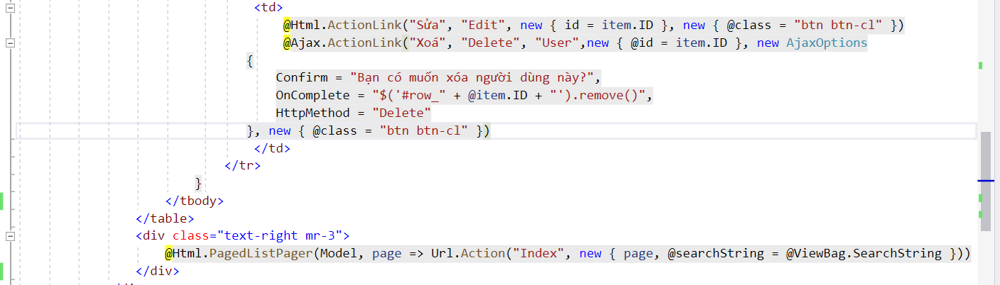 <td>
@Html.ActionLink("Sửa", "Edit", new { id = item.ID }, new { @class = "btn btn-cl" })
@Ajax.ActionLink("Xoá", "Delete", "User",new { @id = item.ID }, new AjaxOptions
{
Confirm = "Bạn có muốn xóa người dùng này?",
OnComplete = "$('#row_" + @item.ID + "').remove()",
HttpMethod = "Delete"
}, new { @class = "btn btn-cl" })
</td>
</tr>
}
</tbody>
</table>
<div class="text-right mr-3">
@Html.PagedListPager(Model, page => Url.Action("Index", new { page, @searchString = @ViewBag.SearchString }))
</div>